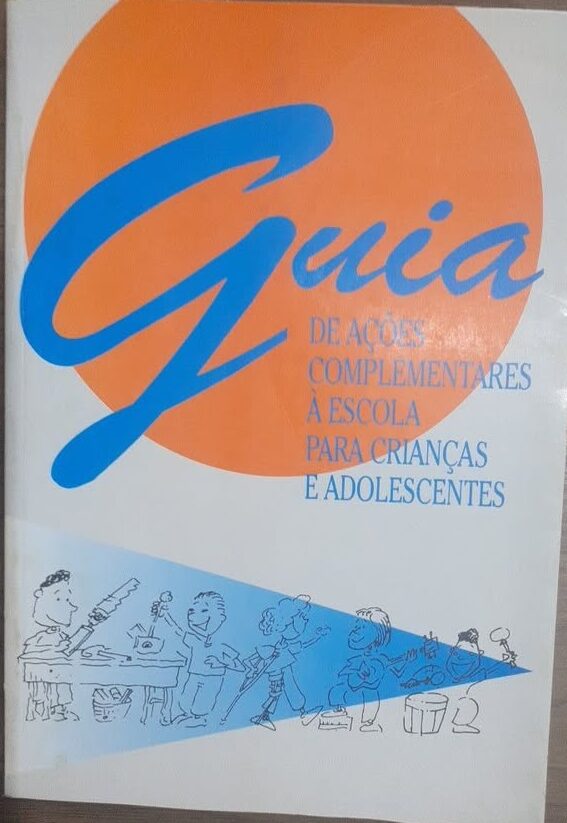 Guia
DE AÇÕES
COMPLEMENTARES
À ESCOLA
PARA CRIANÇAS
E ADOLESCENTES